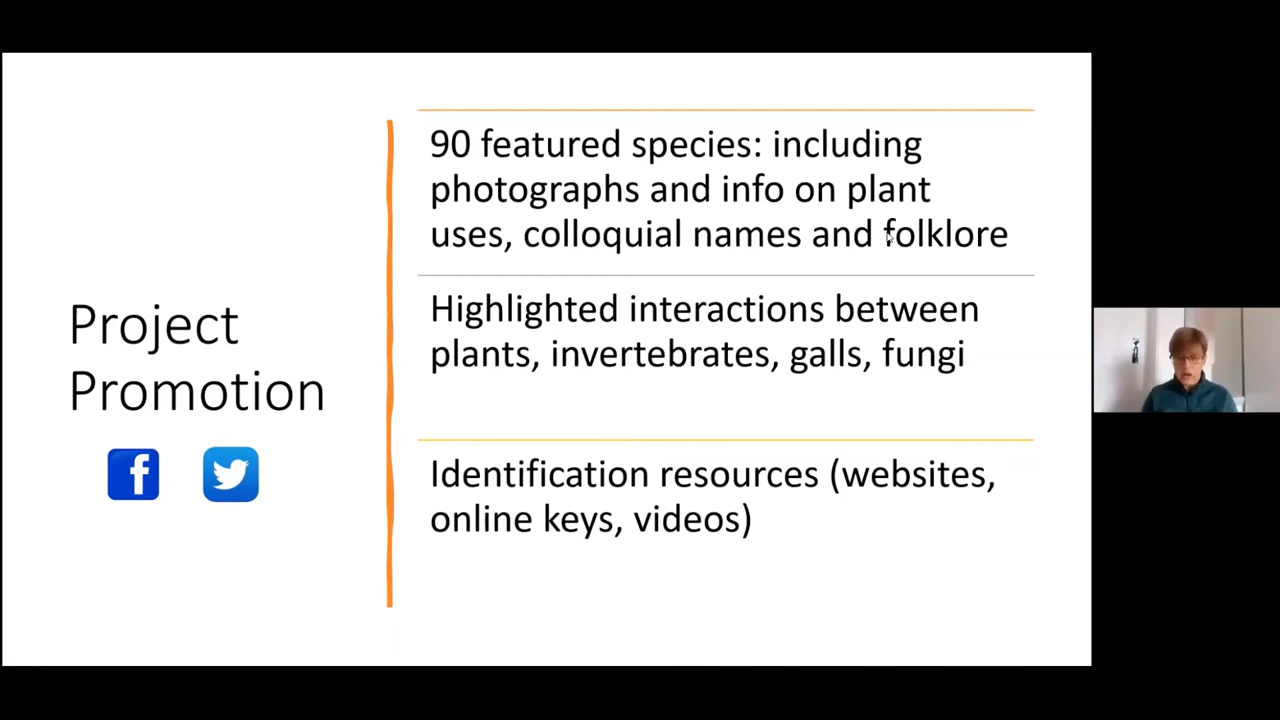 Project
Promotion
90 featured species: including
photographs and info on plant
uses, colloquial names and folklore
Highlighted interactions between
plants, invertebrates, galls, fungi
Identification resources (websites,
online keys, videos)